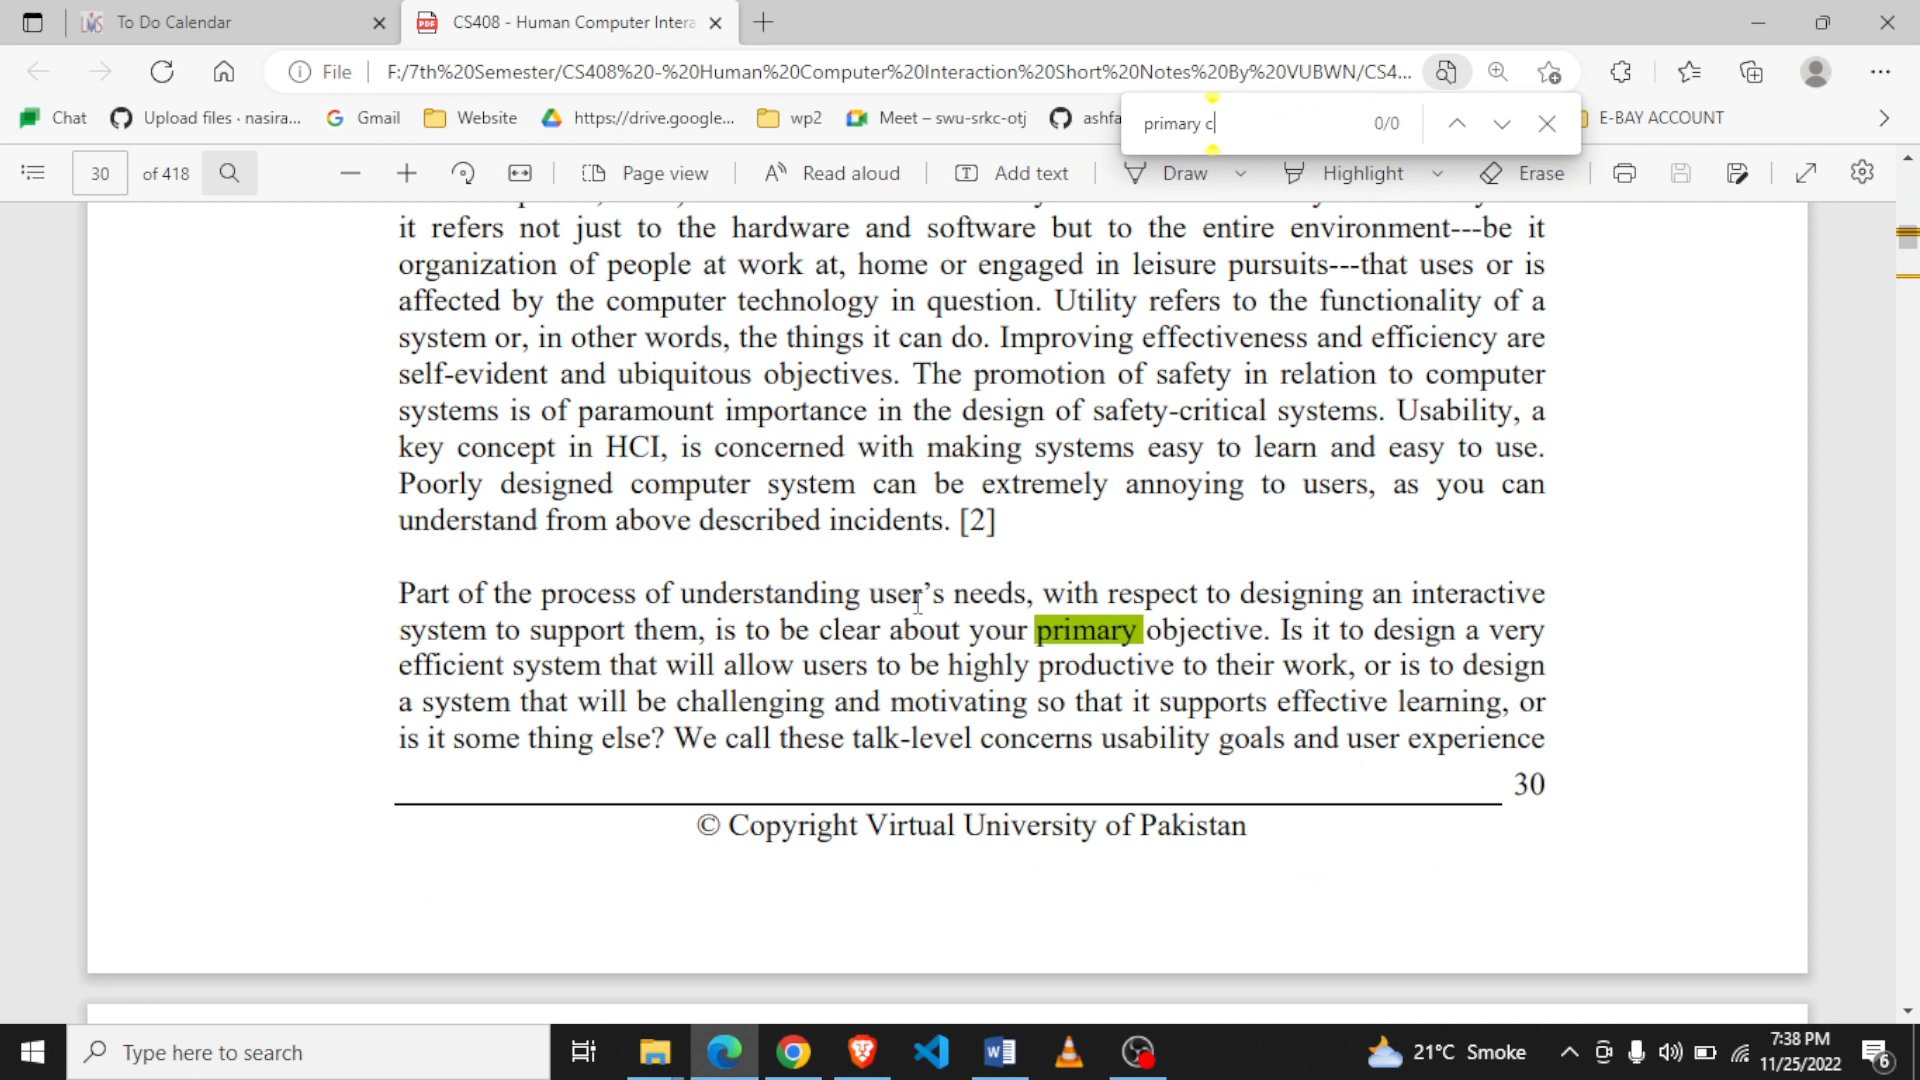 To Do Calendar
CS408 - Human Computer Intera
File
F:/7th%20Semester/CS408%20-%20Human%20Computer%20Interaction%20Short%20Notes%20By%20VUBWN/CS4...
Chat
Upload files · nasira...
Gmail
Website
https://drive.google...
wp2
Meet – swu-srkc-otj
ashfa
primary c
0/0
E-BAY ACCOUNT
30
of 418
Page view
Read aloud
Add text
Draw
Highlight
Erase
it refers not just to the hardware and software but to the entire environment---be it
organization of people at work at, home or engaged in leisure pursuits---that uses or is
affected by the computer technology in question. Utility refers to the functionality of a
system or, in other words, the things it can do. Improving effectiveness and efficiency are
self-evident and ubiquitous objectives. The promotion of safety in relation to computer
systems is of paramount importance in the design of safety-critical systems. Usability, a
key concept in HCI, is concerned with making systems easy to learn and easy to use.
Poorly designed computer system can be extremely annoying to users, as you can
understand from above described incidents. [2]
Part of the process of understanding user's needs, with respect to designing an interactive
system to support them, is to be clear about your primary objective. Is it to design a very
efficient system that will allow users to be highly productive to their work, or is to design
a system that will be challenging and motivating so that it supports effective learning, or
is it some thing else? We call these talk-level concerns usability goals and user experience
30
© Copyright Virtual University of Pakistan
Type here to search
21°C Smoke
7:38 PM
11/25/2022
6